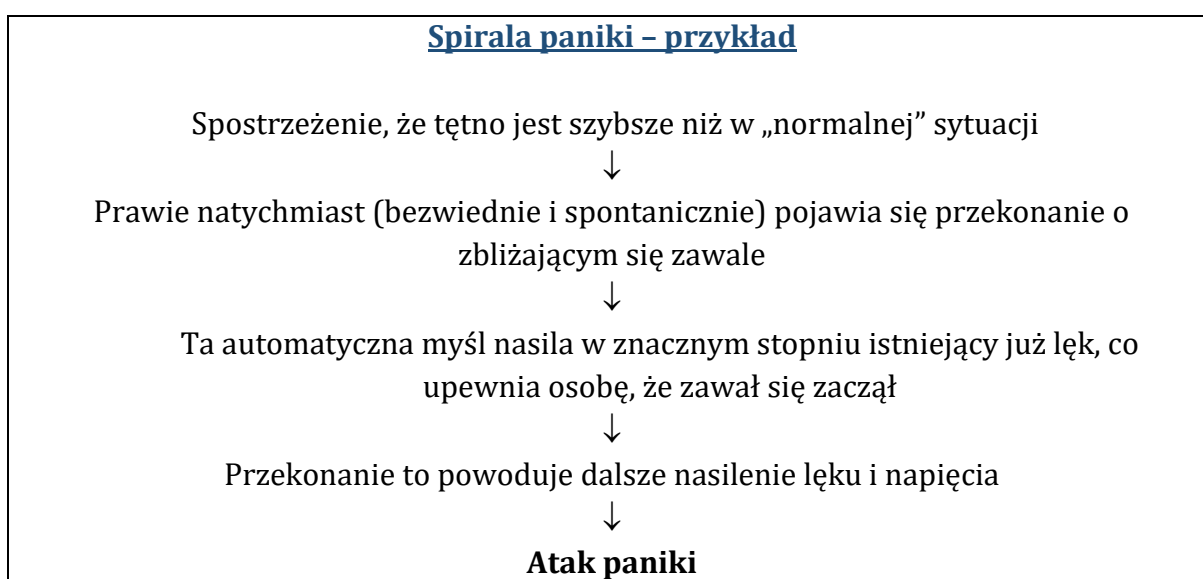 Spirala paniki – przykład
Spostrzeżenie, że tętno jest szybsze niż w „normalnej” sytuacji
↓
Prawie natychmiast (bezwiednie i spontanicznie) pojawia się przekonanie o
zbliżającym się zawale
↓
Ta automatyczna myśl nasila w znacznym stopniu istniejący już lęk, co
upewnia osobę, że zawał się zaczął
↓
Przekonanie to powoduje dalsze nasilenie lęku i napięcia
↓
Atak paniki